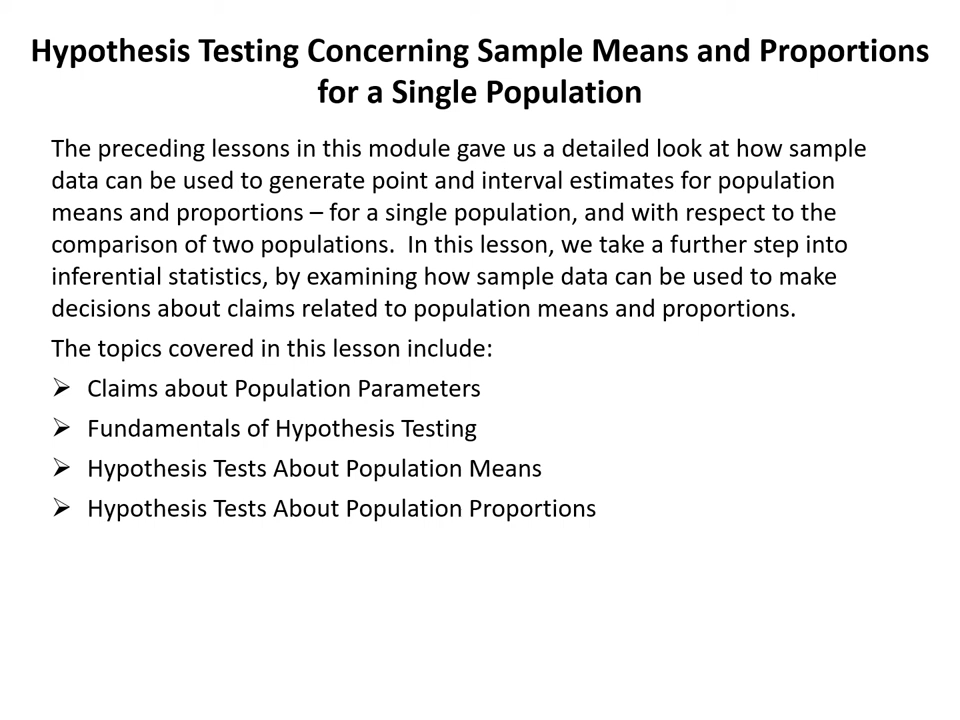 Hypothesis Testing Concerning Sample Means and Proportions
for a Single Population
The preceding lessons in this module gave us a detailed look at how sample
data can be used to generate point and interval estimates for population
means and proportions – for a single population, and with respect to the
comparison of two populations.  In this lesson, we take a further step into
inferential statistics, by examining how sample data can be used to make
decisions about claims related to population means and proportions.
The topics covered in this lesson include:
➢ Claims about Population Parameters
➢ Fundamentals of Hypothesis Testing
➢ Hypothesis Tests About Population Means
➢ Hypothesis Tests About Population Proportions